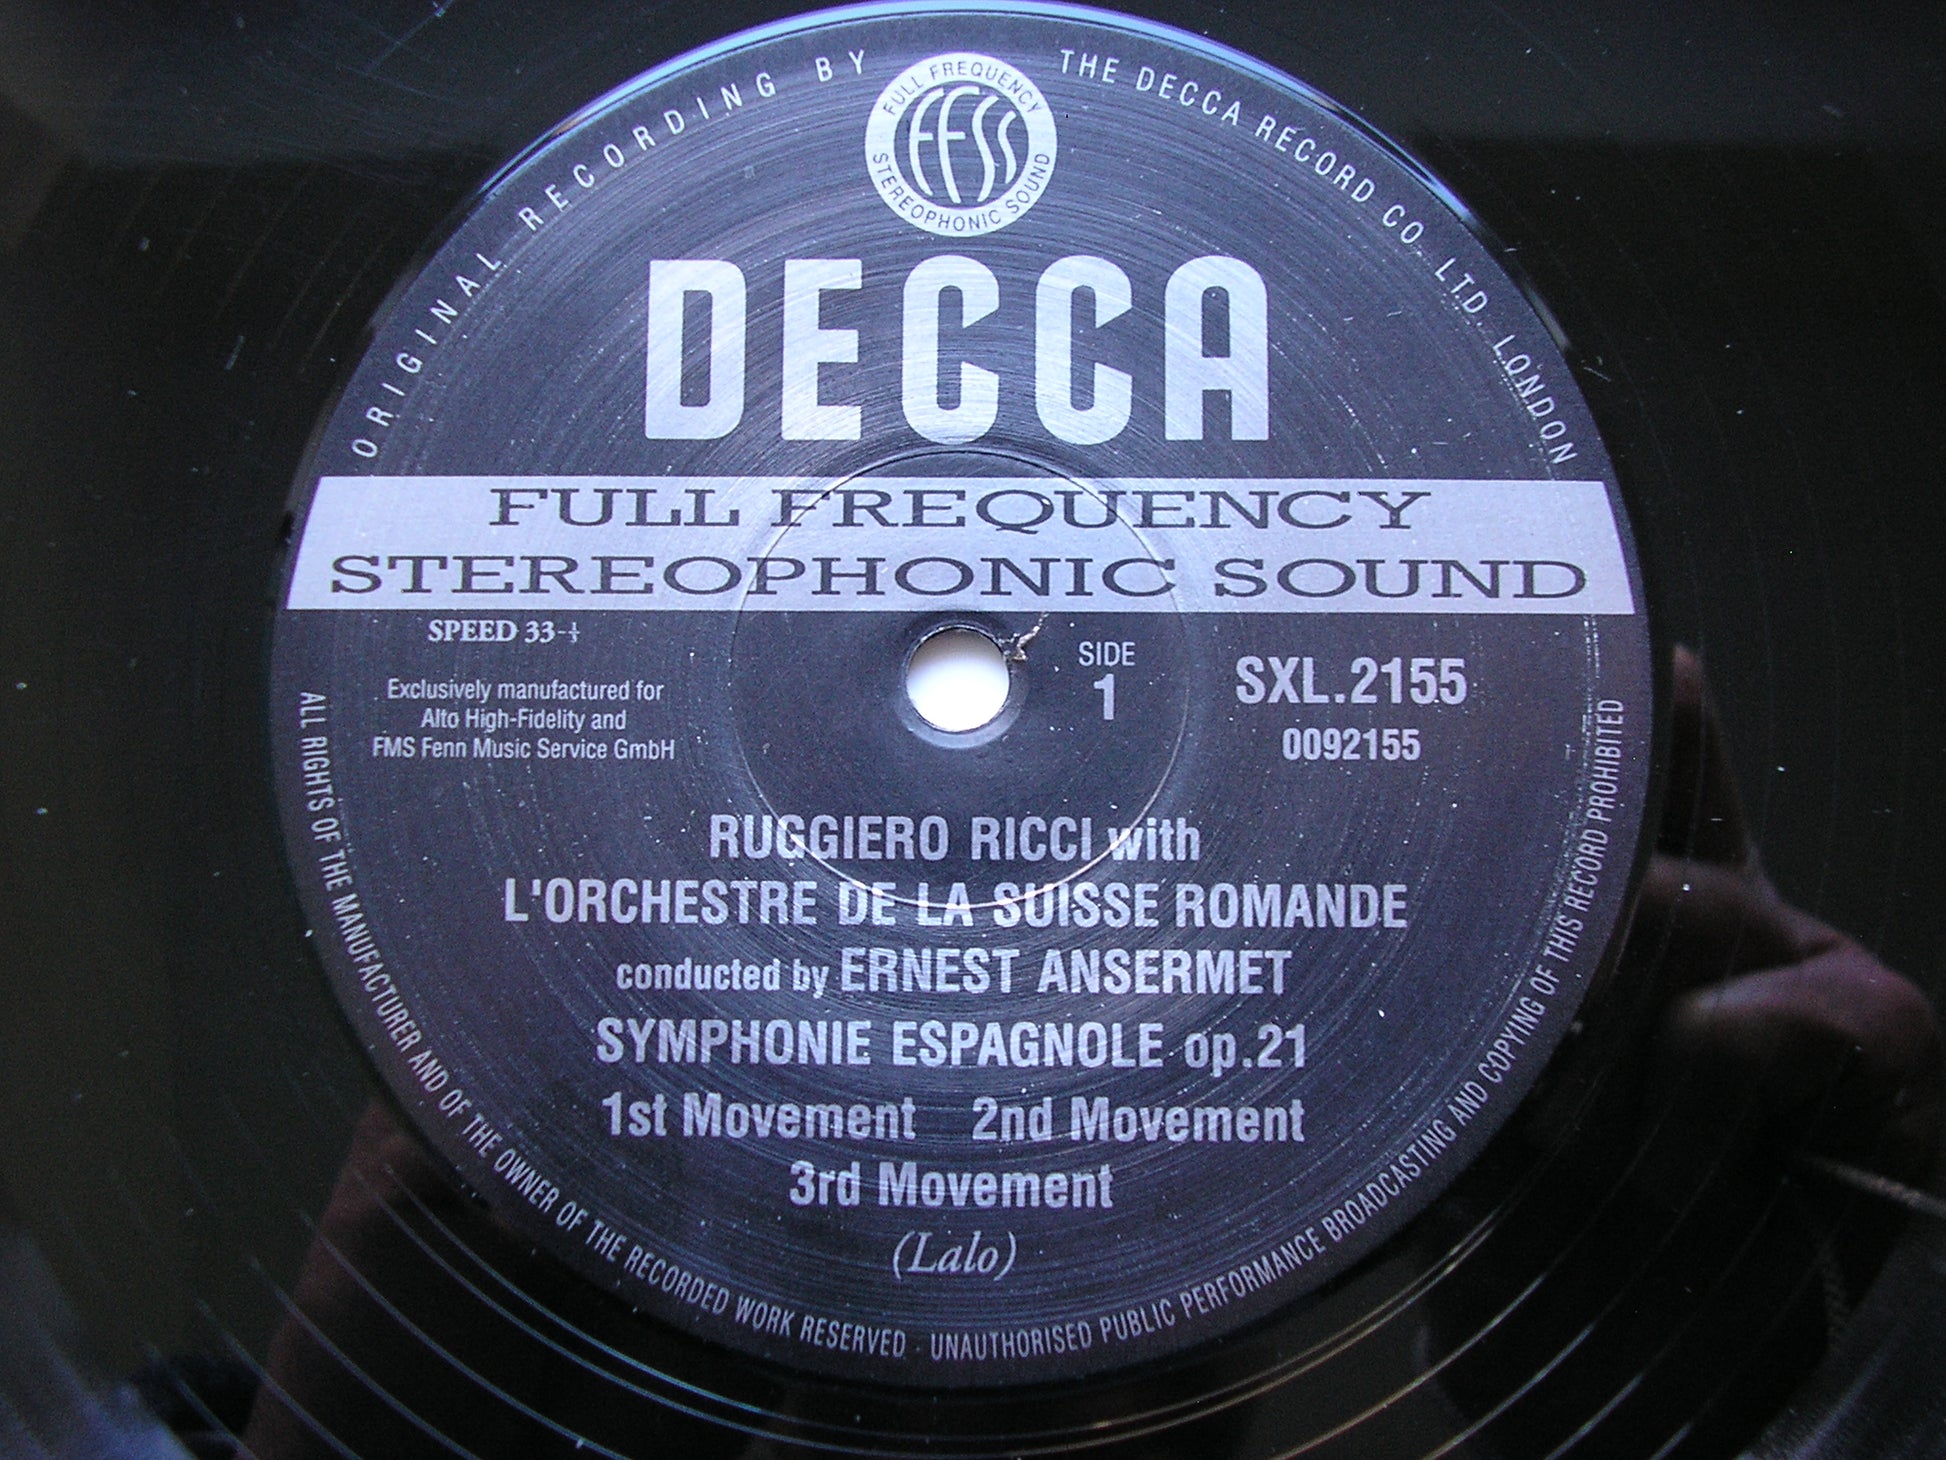 ORIGINAL RECORDING BY THE DECCA RECORD CO. LTD. LONDON
FULL FREQUENCY
FFSS
STEREOPHONIC SOUND
DECCA
FULL FREQUENCY
STEREOPHONIC SOUND
SPEED 33-⅓
Exclusively manufactured for
Alto High-Fidelity and
FMS Fenn Music Service GmbH
SIDE
1
SXL.2155
0092155
RUGGIERO RICCI with
L'ORCHESTRE DE LA SUISSE ROMANDE
conducted by ERNEST ANSERMET
SYMPHONIE ESPAGNOLE op.21
1st Movement 2nd Movement
3rd Movement
(Lalo)
ALL RIGHTS OF THE MANUFACTURER AND OF THE OWNER OF THE RECORDED WORK RESERVED · UNAUTHORISED PUBLIC PERFORMANCE BROADCASTING AND COPYING OF THIS RECORD PROHIBITED